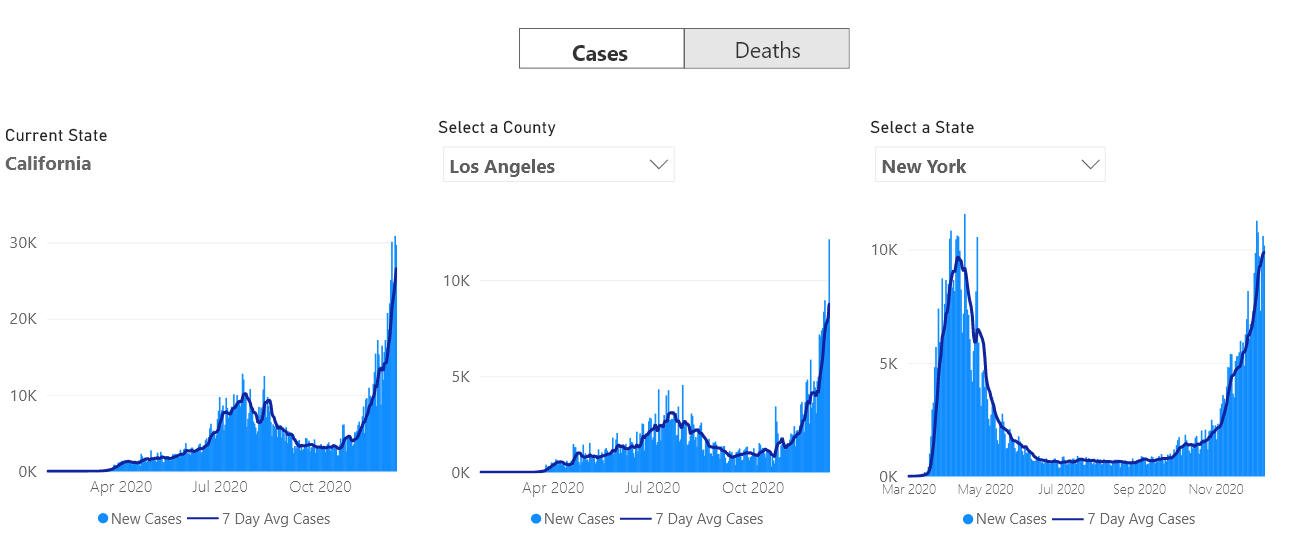 Cases
Deaths
Current State
California
Select a County
Los Angeles
Select a State
New York
30K
20K
10K
0K
Apr 2020
Jul 2020
Oct 2020
New Cases
7 Day Avg Cases
10K
5K
0K
Apr 2020
Jul 2020
Oct 2020
New Cases
7 Day Avg Cases
10K
5K
0K
Mar 2020
May 2020
Jul 2020
Sep 2020
Nov 2020
New Cases
7 Day Avg Cases